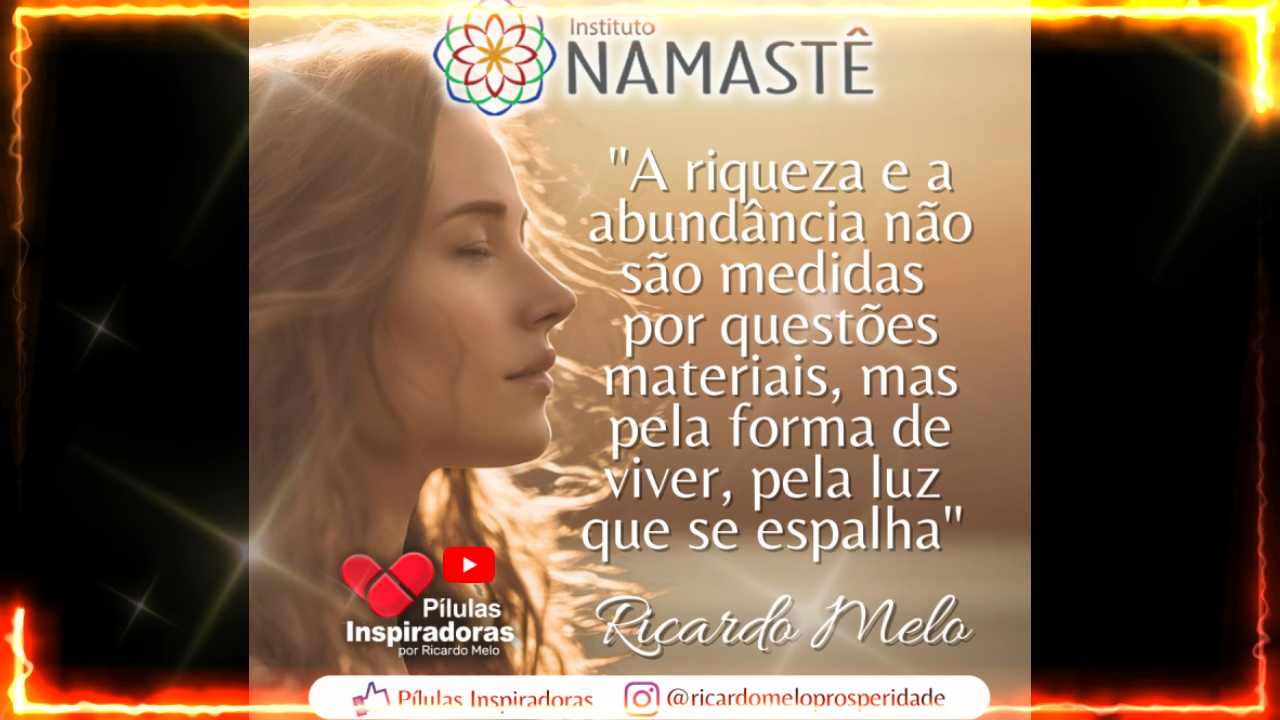 Instituto
NAMASTÊ
"A riqueza e a
abundância não
são medidas
por questões
materiais, mas
pela forma de
viver, pela luz
que se espalha"
Ricardo Melo
Pílulas
Inspiradoras
por Ricardo Melo
Pílulas Inspiradoras @ricardomeloprosperidade